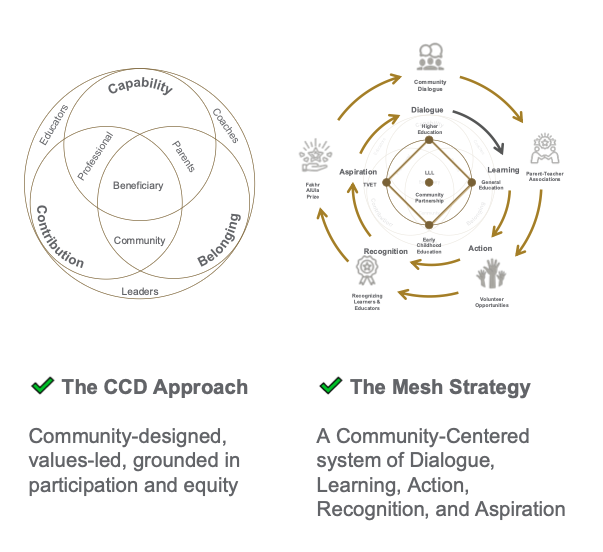 Capability
Educators
Coaches
Professional
Parents
Beneficiary
Community
Contribution
Belonging
Leaders
Community
Dialogue
Dialogue
Higher
Education
Learning
Parent-Teacher
Associations
Aspiration
Fakhr
AlUla
Prize
TVET
LLL
Community
Partnership
General
Education
Early
Childhood
Education
Recognition
Action
Recognizing
Learners &
Educators
Volunteer
Opportunities
The CCD Approach
Community-designed,
values-led, grounded in
participation and equity
The Mesh Strategy
A Community-Centered
system of Dialogue,
Learning, Action,
Recognition, and Aspiration